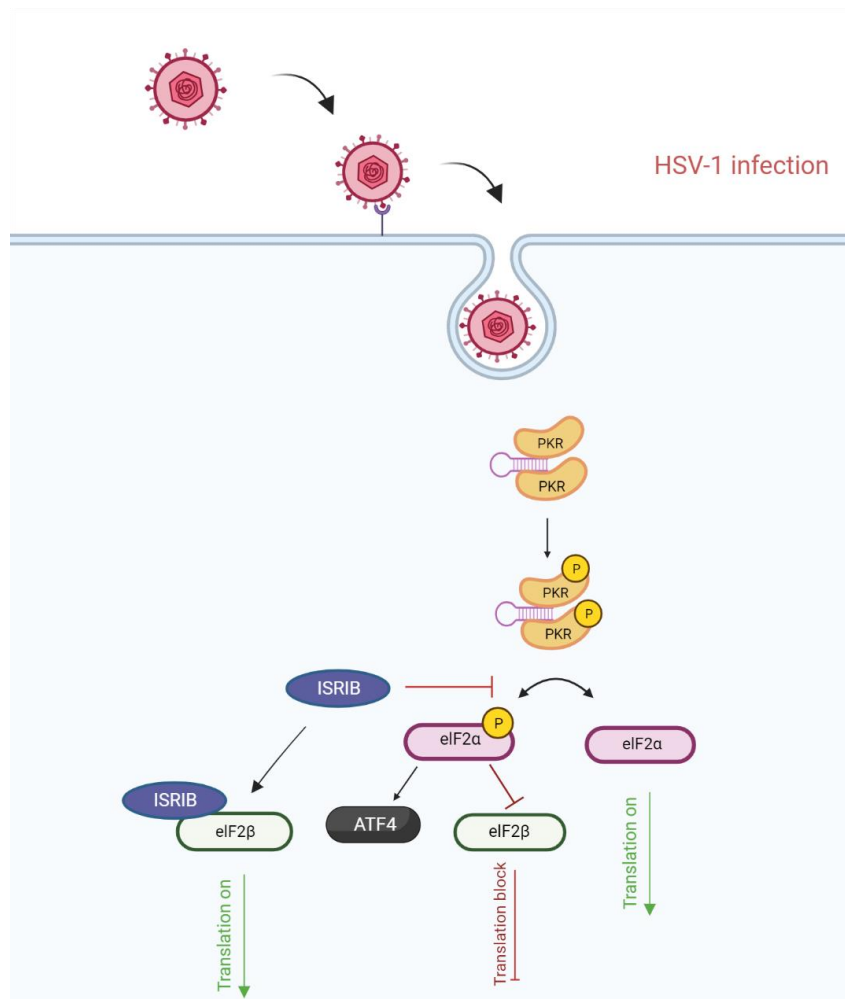 HSV-1 infection
PKR
PKR
P
PKR
P
PKR
ISRIB
P
eIF2α
eIF2α
ISRIB
eIF2β
ATF4
eIF2β
Translation on
Translation block
Translation on